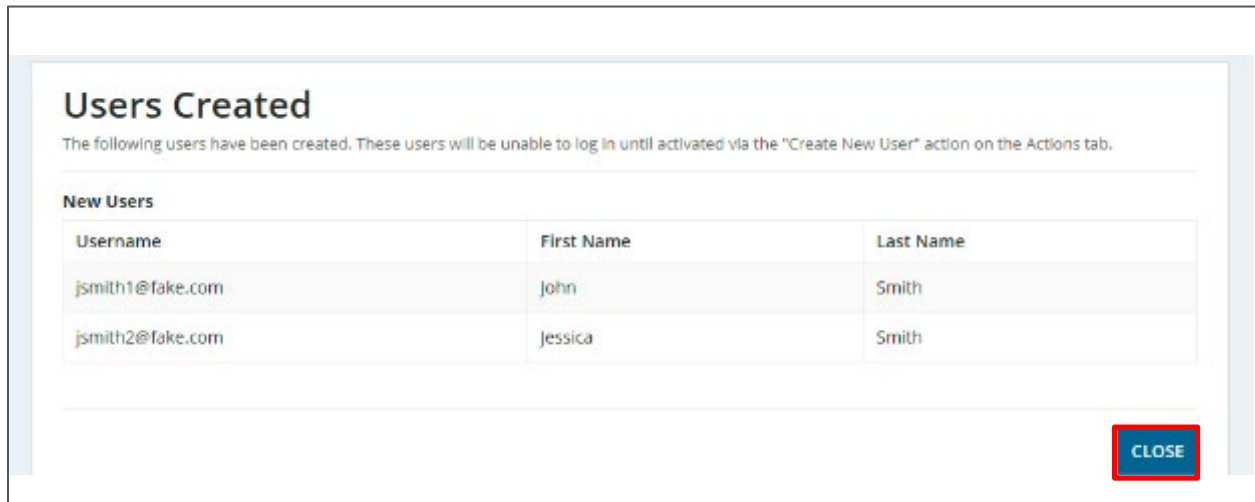 Users Created
The following users have been created. These users will be unable to log in until activated via the "Create New User" action on the Actions tab.
New Users
Username First Name Last Name
jsmith1@fake.com John Smith
jsmith2@fake.com Jessica Smith
CLOSE